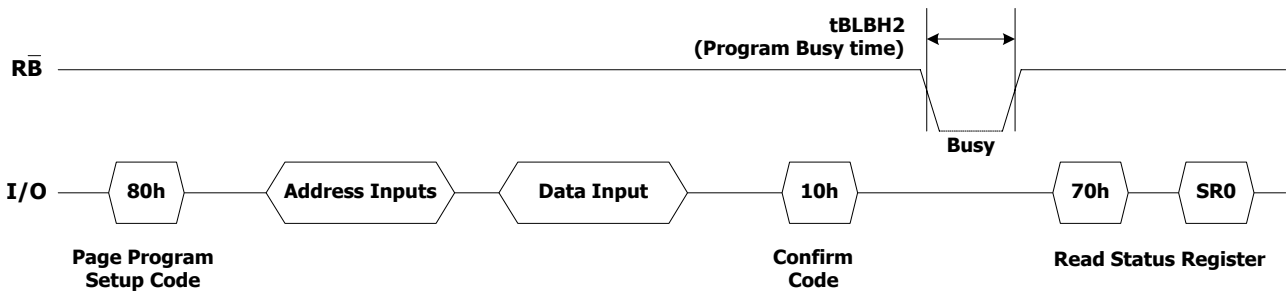 tBLBH2
(Program Busy time)
RB̅
Busy
I/O
80h
Address Inputs
Data Input
10h
70h
SR0
Page Program
Setup Code
Confirm
Code
Read Status Register